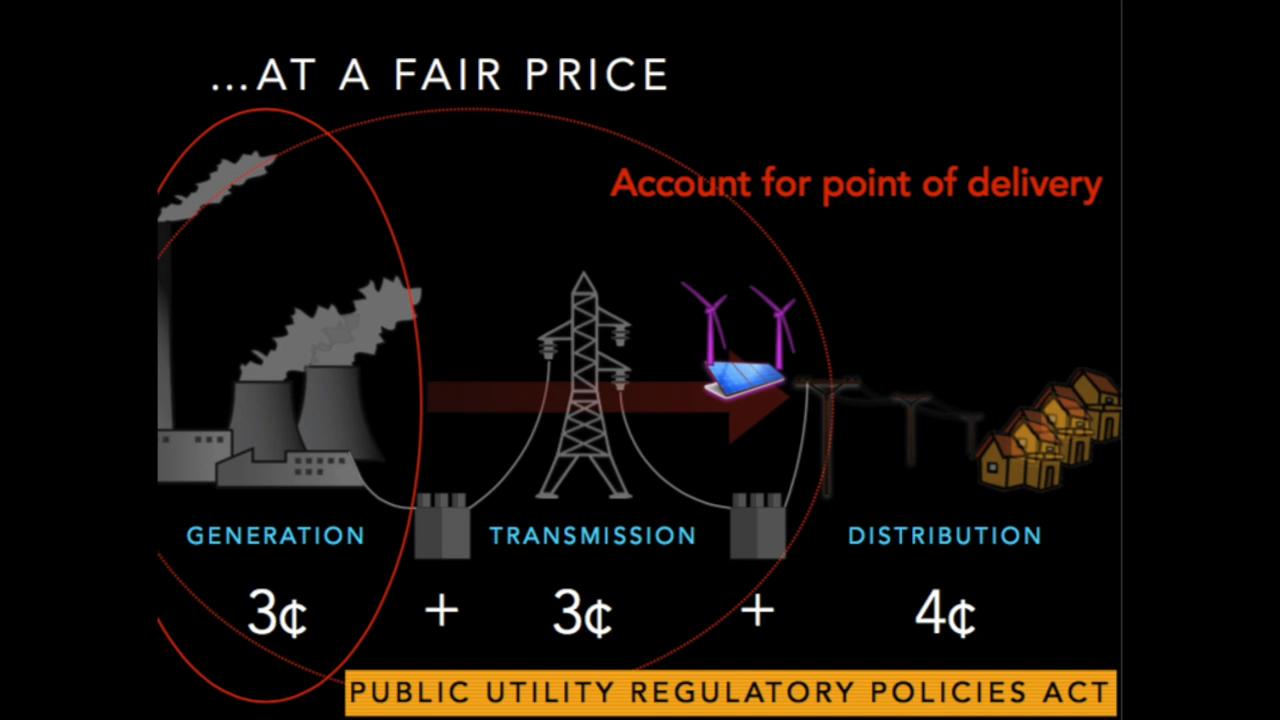 ...AT A FAIR PRICE
Account for point of delivery
GENERATION TRANSMISSION DISTRIBUTION
3¢ + 3¢ + 4¢
PUBLIC UTILITY REGULATORY POLICIES ACT